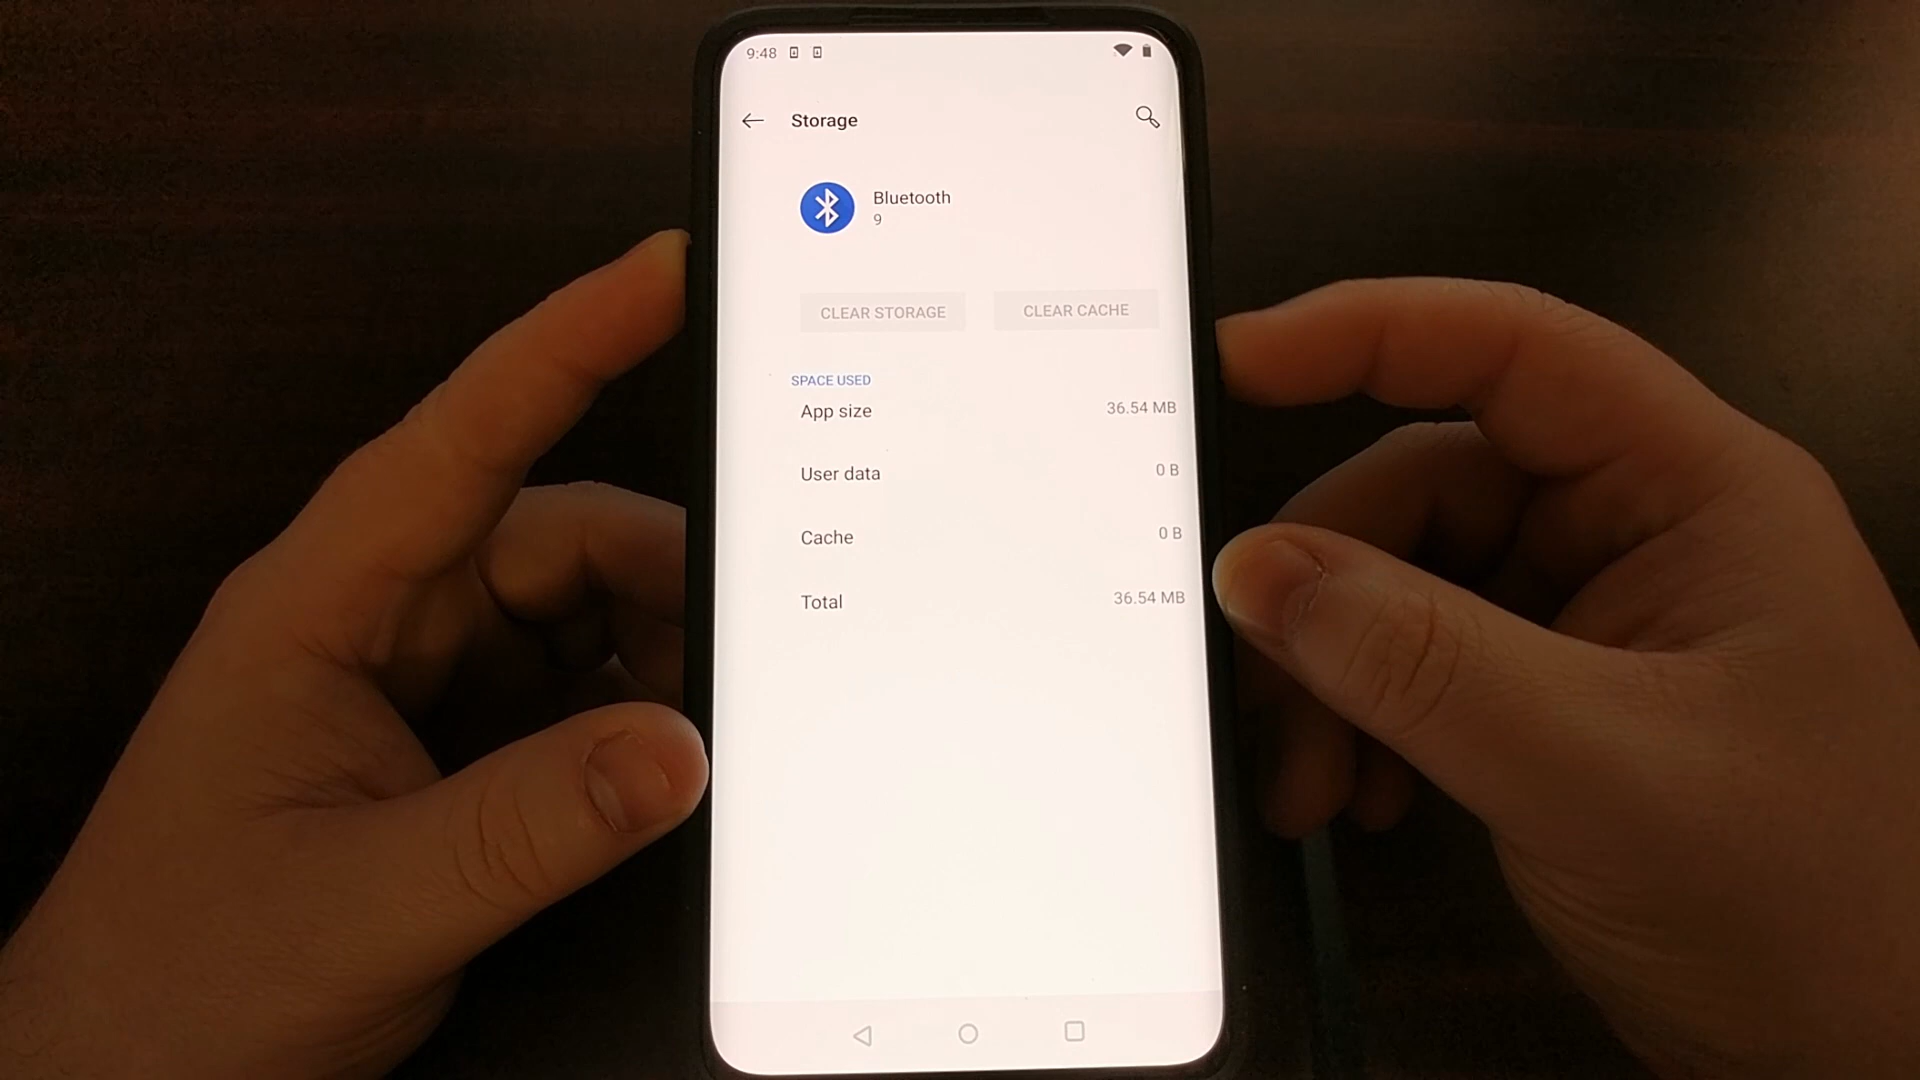 9:48
Storage
Bluetooth
9
CLEAR STORAGE CLEAR CACHE
SPACE USED
App size 36.54 MB
User data 0 B
Cache 0 B
Total 36.54 MB